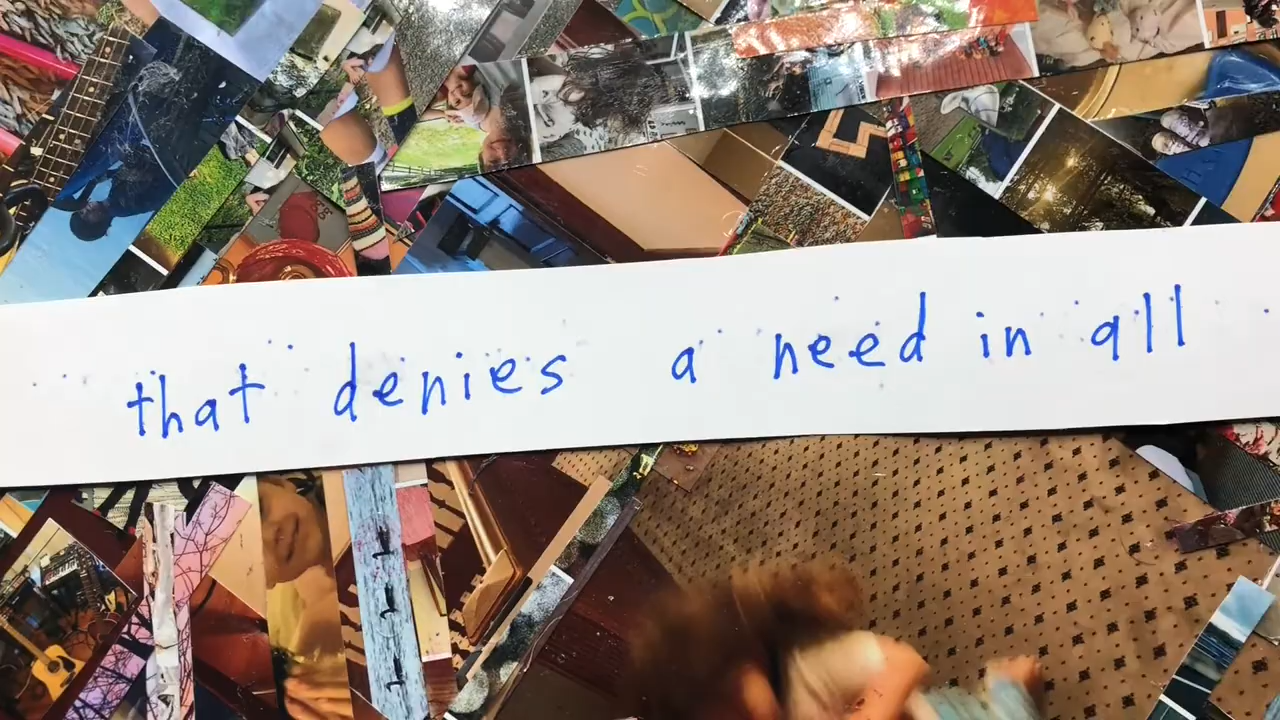 that denies a need in all